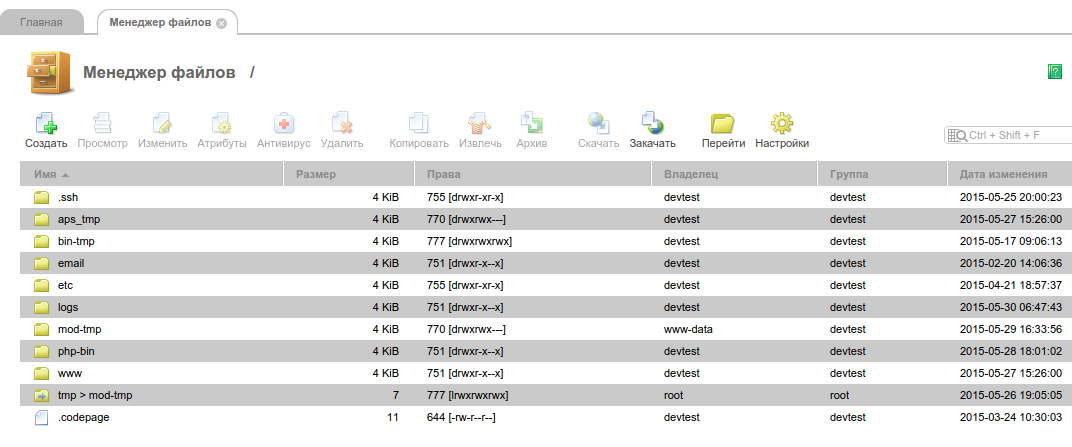 Главная Менеджер файлов
Менеджер файлов /
Создать Просмотр Изменить Атрибуты Антивирус Удалить Копировать Извлечь Архив Скачать Закачать Перейти Настройки Ctrl + Shift + F
Имя Размер Права Владелец Группа Дата изменения
.ssh 4 KiB 755 [drwxr-xr-x] devtest devtest 2015-05-25 20:00:23
aps_tmp 4 KiB 770 [drwxrwx---] devtest devtest 2015-05-27 15:26:00
bin-tmp 4 KiB 777 [drwxrwxrwx] devtest devtest 2015-05-17 09:06:13
email 4 KiB 751 [drwxr-x--x] devtest devtest 2015-02-20 14:06:36
etc 4 KiB 755 [drwxr-xr-x] devtest devtest 2015-04-21 18:57:37
logs 4 KiB 751 [drwxr-x--x] devtest devtest 2015-05-30 06:47:43
mod-tmp 4 KiB 770 [drwxrwx---] www-data devtest 2015-05-29 16:33:56
php-bin 4 KiB 751 [drwxr-x--x] devtest devtest 2015-05-28 18:01:02
www 4 KiB 751 [drwxr-x--x] devtest devtest 2015-05-27 15:26:00
tmp > mod-tmp 7 777 [lrwxrwxrwx] root root 2015-05-26 19:05:05
.codepage 11 644 [-rw-r--r--] devtest devtest 2015-03-24 10:30:03